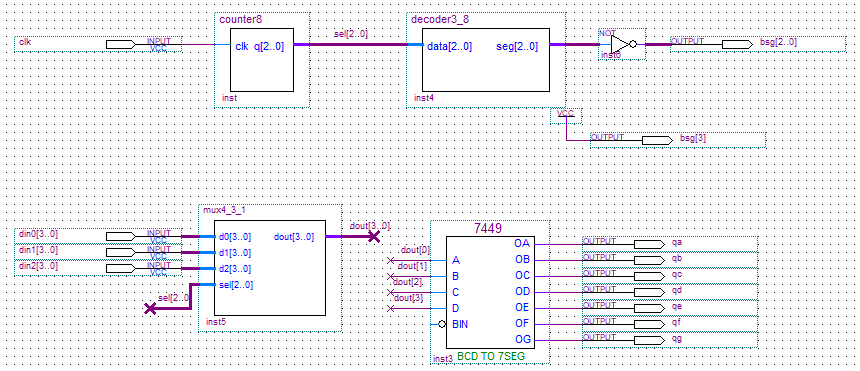 counter8
decoder3_8
clk
INPUT
VCC
clk q[2..0]
sel[2..0]
data[2..0] seg[2..0]
NOT
OUTPUT
bsg[2..0]
inst
inst4
inst6
VCC
OUTPUT
bsg[3]
mux4_3_1
din0[3..0]
INPUT
VCC
d0[3..0] dout[3..0]
dout[3..0]
din1[3..0]
INPUT
VCC
d1[3..0]
din2[3..0]
INPUT
VCC
d2[3..0]
sel[2..0]
sel[2..0]
inst5
7449
OA
OUTPUT
qa
dout[0]
A
OB
OUTPUT
qb
dout[1]
B
OC
OUTPUT
qc
dout[2]
C
OD
OUTPUT
qd
dout[3]
D
OE
OUTPUT
qe
BIN
OF
OUTPUT
qf
OG
OUTPUT
qg
inst3
BCD TO 7SEG